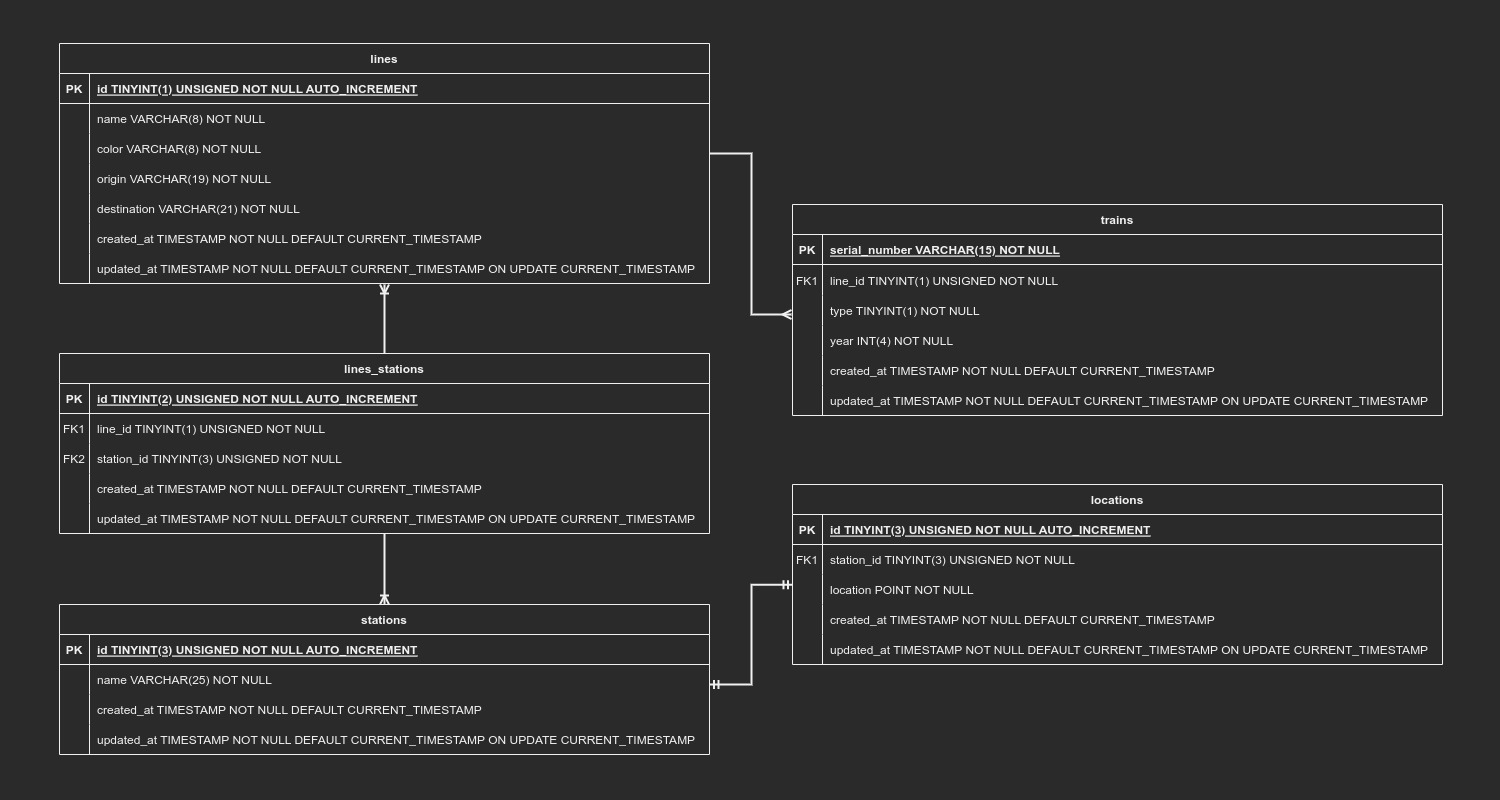 lines
PK id TINYINT(1) UNSIGNED NOT NULL AUTO_INCREMENT
name VARCHAR(8) NOT NULL
color VARCHAR(8) NOT NULL
origin VARCHAR(19) NOT NULL
destination VARCHAR(21) NOT NULL
created_at TIMESTAMP NOT NULL DEFAULT CURRENT_TIMESTAMP
updated_at TIMESTAMP NOT NULL DEFAULT CURRENT_TIMESTAMP ON UPDATE CURRENT_TIMESTAMP
trains
PK serial_number VARCHAR(15) NOT NULL
FK1 line_id TINYINT(1) UNSIGNED NOT NULL
type TINYINT(1) NOT NULL
year INT(4) NOT NULL
created_at TIMESTAMP NOT NULL DEFAULT CURRENT_TIMESTAMP
updated_at TIMESTAMP NOT NULL DEFAULT CURRENT_TIMESTAMP ON UPDATE CURRENT_TIMESTAMP
lines_stations
PK id TINYINT(2) UNSIGNED NOT NULL AUTO_INCREMENT
FK1 line_id TINYINT(1) UNSIGNED NOT NULL
FK2 station_id TINYINT(3) UNSIGNED NOT NULL
created_at TIMESTAMP NOT NULL DEFAULT CURRENT_TIMESTAMP
updated_at TIMESTAMP NOT NULL DEFAULT CURRENT_TIMESTAMP ON UPDATE CURRENT_TIMESTAMP
locations
PK id TINYINT(3) UNSIGNED NOT NULL AUTO_INCREMENT
FK1 station_id TINYINT(3) UNSIGNED NOT NULL
location POINT NOT NULL
created_at TIMESTAMP NOT NULL DEFAULT CURRENT_TIMESTAMP
updated_at TIMESTAMP NOT NULL DEFAULT CURRENT_TIMESTAMP ON UPDATE CURRENT_TIMESTAMP
stations
PK id TINYINT(3) UNSIGNED NOT NULL AUTO_INCREMENT
name VARCHAR(25) NOT NULL
created_at TIMESTAMP NOT NULL DEFAULT CURRENT_TIMESTAMP
updated_at TIMESTAMP NOT NULL DEFAULT CURRENT_TIMESTAMP ON UPDATE CURRENT_TIMESTAMP